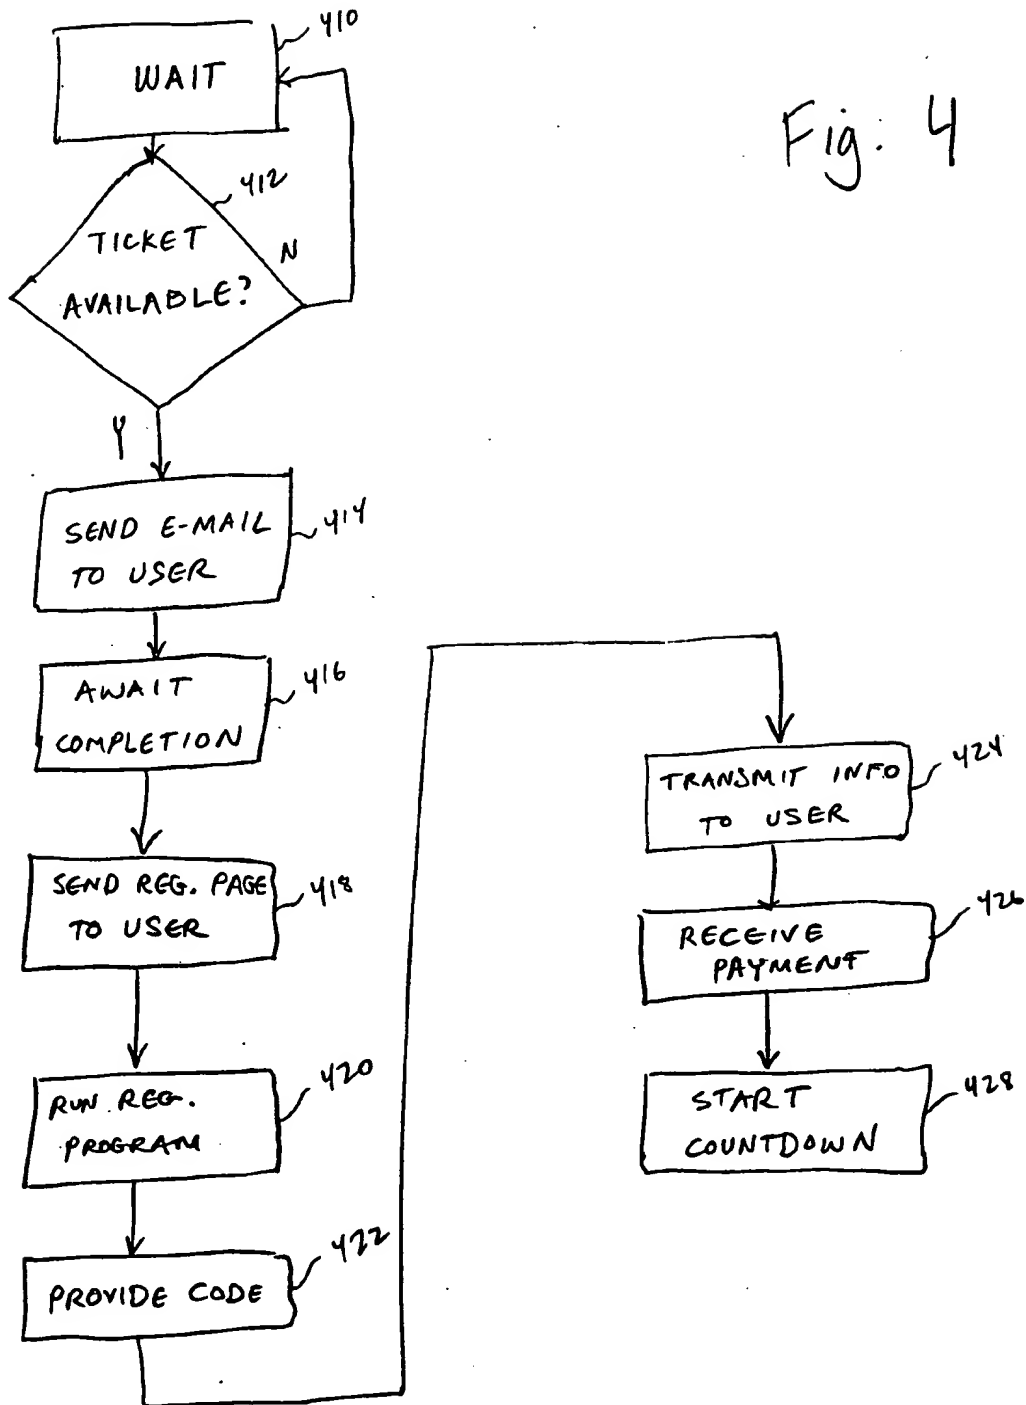 410
WAIT
Fig: 4
412
TICKET
AVAILABLE?
N
Y
SEND E-MAIL
TO USER
414
AWAIT
COMPLETION
416
SEND REG. PAGE
TO USER
418
RUN REG.
PROGRAM
420
PROVIDE CODE
422
TRANSMIT INFO
TO USER
424
RECEIVE
PAYMENT
426
START
COUNTDOWN
428